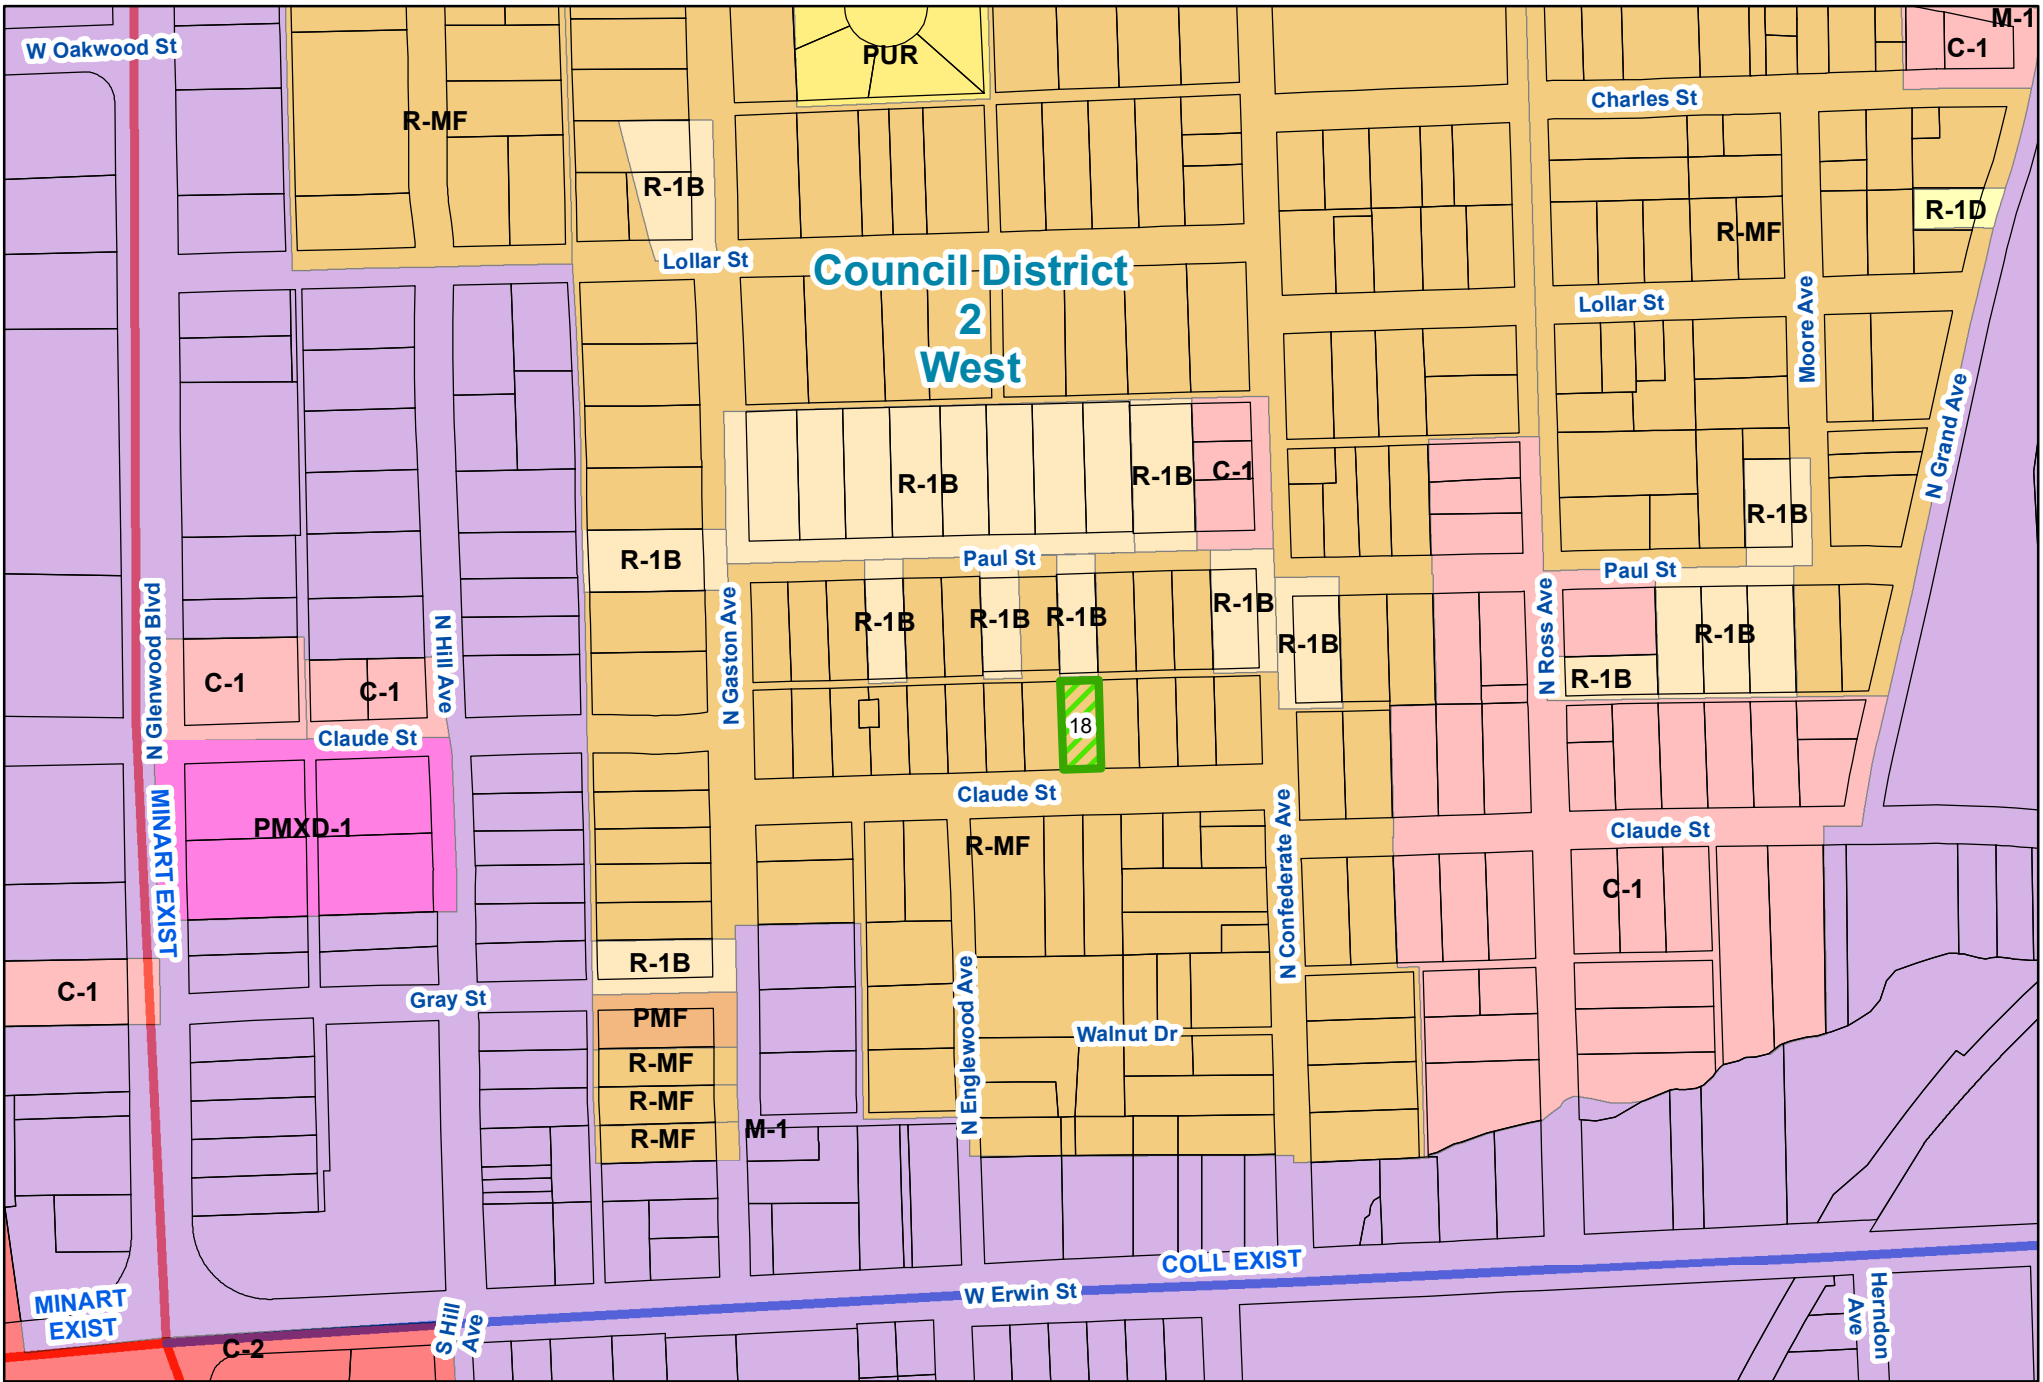 M-1
W Oakwood St
C-1
PUR
Charles St
R-MF
R-1B
R-1D
R-MF
Lollar St
Council District
2
West
Lollar St
Moore Ave
N Grand Ave
R-1B
R-1B
C-1
R-1B
R-1B
Paul St
Paul St
N Glenwood Blvd
N Hill Ave
N Gaston Ave
R-1B
R-1B
R-1B
R-1B
R-1B
N Ross Ave
R-1B
R-1B
C-1
C-1
18
Claude St
Claude St
Claude St
MINART EXIST
PMXD-1
R-MF
N Confederate Ave
C-1
R-1B
C-1
Gray St
N Englewood Ave
PMF
Walnut Dr
R-MF
R-MF
R-MF
M-1
COLL EXIST
W Erwin St
MINART
EXIST
S Hill
Ave
C-2
Herndon
Ave